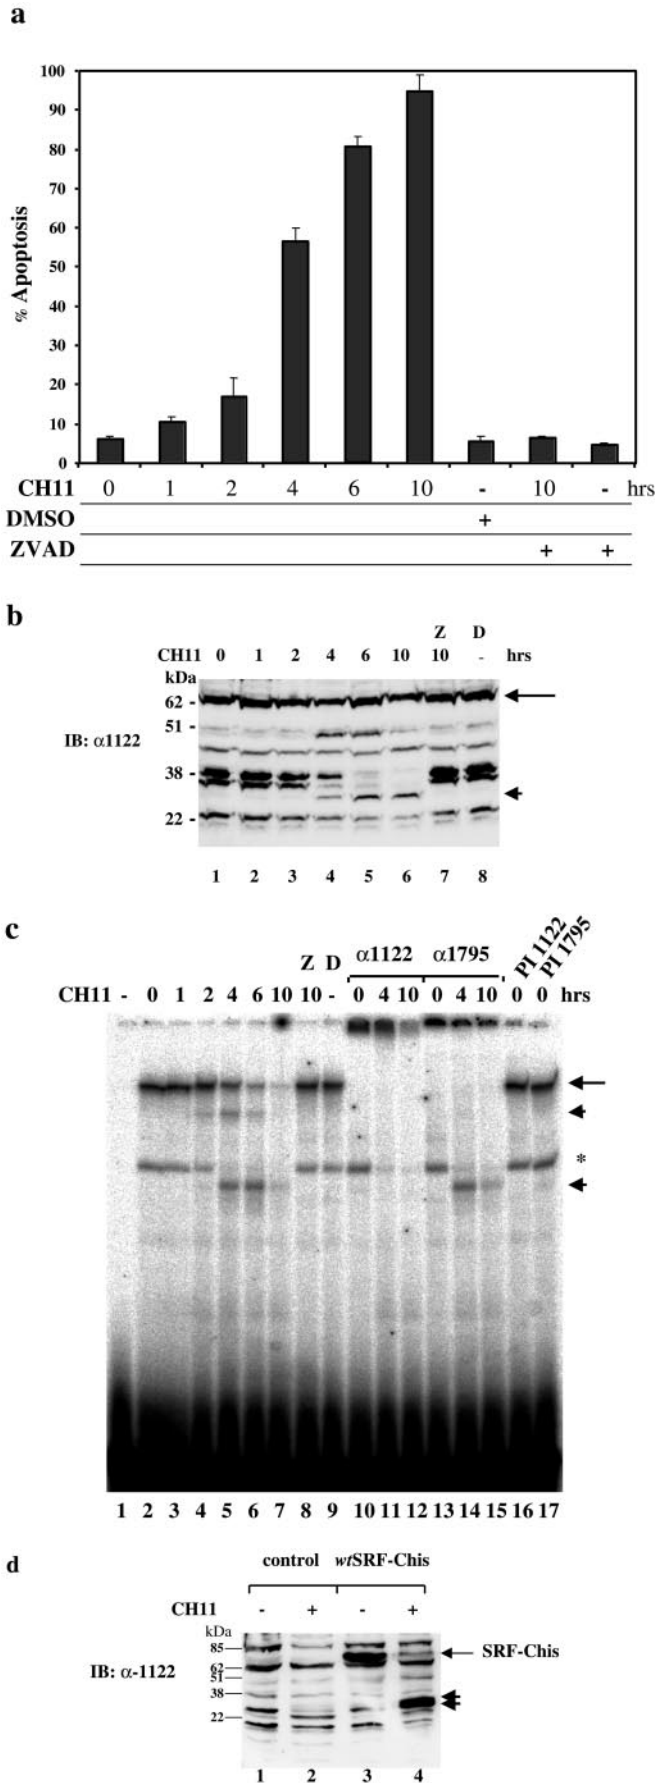 a
100
90
80
70
60
50
40
30
20
10
0
% Apoptosis
CH11 0 1 2 4 6 10 - 10 - hrs
DMSO +
ZVAD + +
b
Z D
CH11 0 1 2 4 6 10 10 - hrs
kDa
62 -
51 -
IB: α1122
38 -
22 -
1 2 3 4 5 6 7 8
c
Z D α1122 α1795 PI 1122 PI 1795
CH11 - 0 1 2 4 6 10 10 - 0 4 10 0 4 10 0 0 hrs
*
1 2 3 4 5 6 7 8 9 10 11 12 13 14 15 16 17
d
control wtSRF-Chis
CH11 - + - +
kDa
85
SRF-Chis
62
IB: α-1122
51
38
22
1 2 3 4